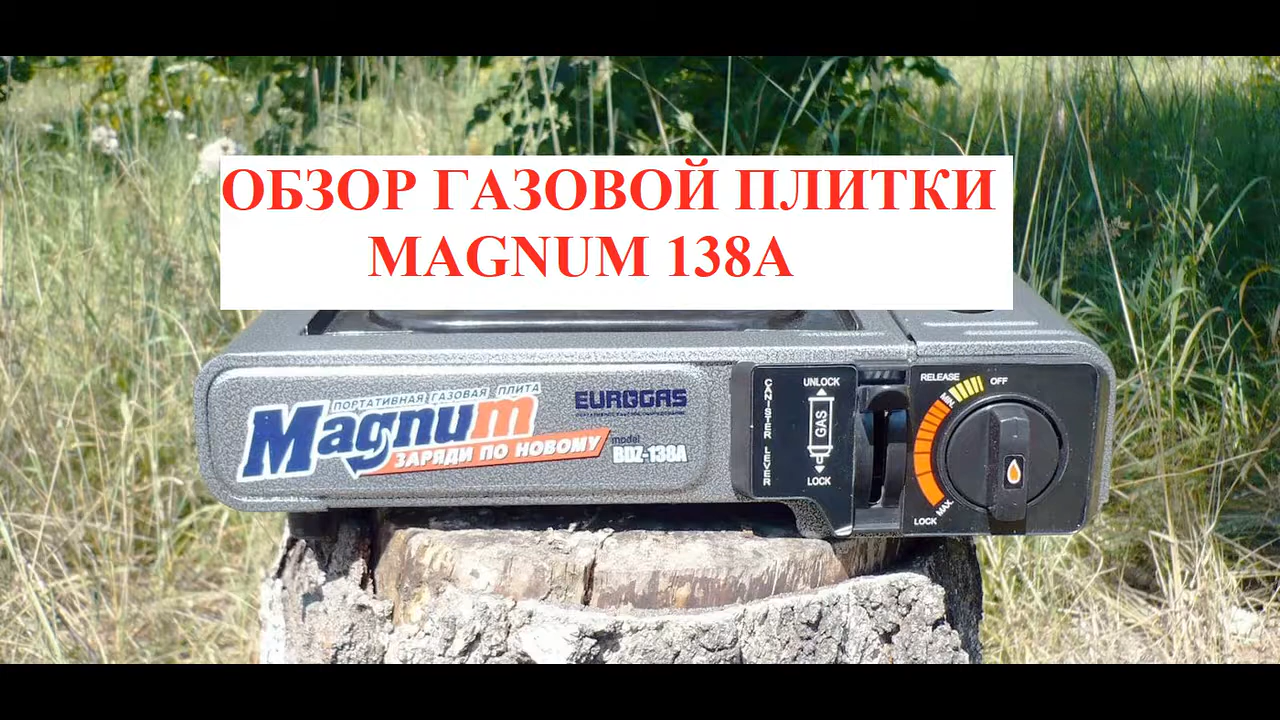 ОБЗОР ГАЗОВОЙ ПЛИТКИ
MAGNUM 138А
ПОРТАТИВНАЯ ГАЗОВАЯ ПЛИТА
Magnum
ЗАРЯДИ ПО НОВОМУ
EUROGAS
model
BDZ-138A
CANISTER LEVER
UNLOCK
GAS
LOCK
RELEASE
OFF
MIN.
MAX
LOCK